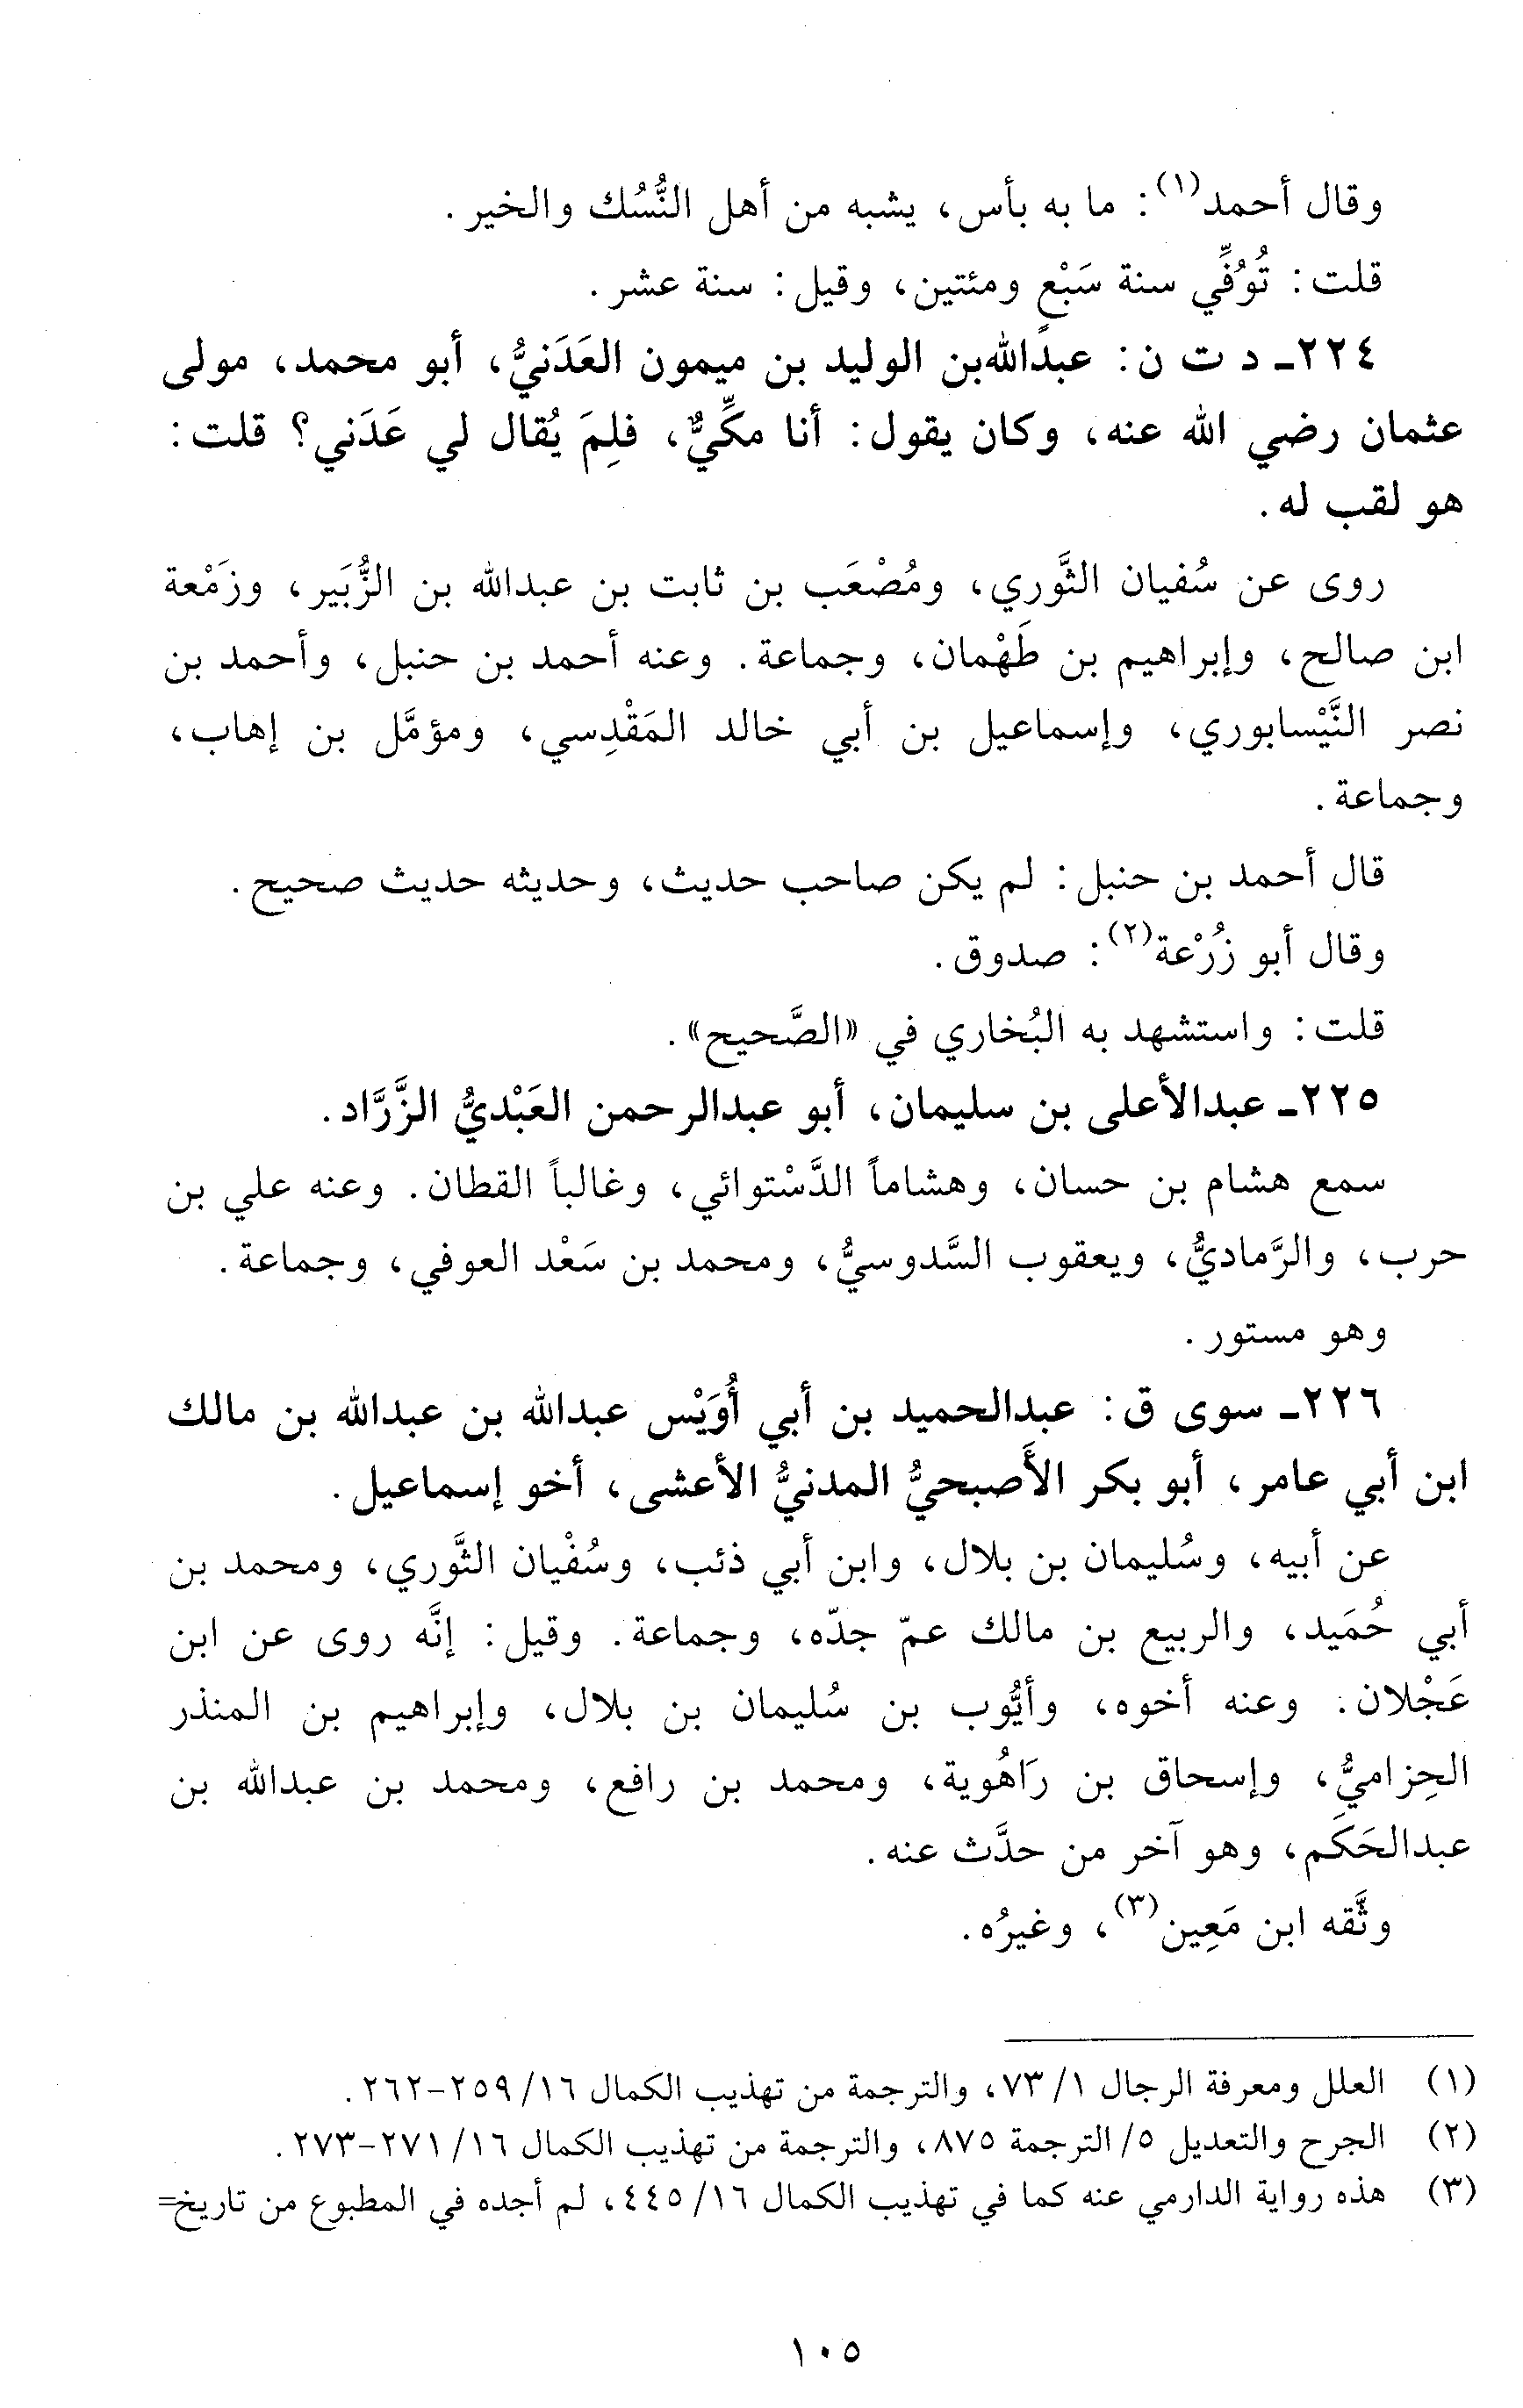 وقال أحمد(١): ما به بأس، يشبه من أهل النُّسُك والخير.
قلت: تُوُفِّي سنة سَبْع ومئتين، وقيل: سنة عشر.
٢٢٤ـ د ت ن: عبداللهبن الوليد بن ميمون العَدَنيُّ، أبو محمد، مولى
عثمان رضي الله عنه، وكان يقول: أنا مكِّيٌّ، فلِمَ يُقال لي عَدَني؟ قلت:
هو لقب له.
روى عن سُفيان الثَّوري، ومُصْعَب بن ثابت بن عبدالله بن الزُّبَير، وزَمْعة
ابن صالح، وإبراهيم بن طَهْمان، وجماعة. وعنه أحمد بن حنبل، وأحمد بن
نصر النَّيْسابوري، وإسماعيل بن أبي خالد المَقْدِسي، ومؤمَّل بن إهاب،
وجماعة.
قال أحمد بن حنبل: لم يكن صاحب حديث، وحديثه حديث صحيح.
وقال أبو زُرْعة(٢): صدوق.
قلت: واستشهد به البُخاري في «الصَّحيح».
٢٢٥ـ عبدالأعلى بن سليمان، أبو عبدالرحمن العَبْديُّ الزَّرَّاد.
سمع هشام بن حسان، وهشاماً الدَّسْتوائي، وغالباً القطان. وعنه علي بن
حرب، والرَّماديُّ، ويعقوب السَّدوسيُّ، ومحمد بن سَعْد العوفي، وجماعة.
وهو مستور.
٢٢٦ـ سوى ق: عبدالحميد بن أبي أُوَيْس عبدالله بن عبدالله بن مالك
ابن أبي عامر، أبو بكر الأَصبحيُّ المدنيُّ الأعشى، أخو إسماعيل.
عن أبيه، وسُليمان بن بلال، وابن أبي ذئب، وسُفْيان الثَّوري، ومحمد بن
أبي حُمَيد، والربيع بن مالك عمّ جدّه، وجماعة. وقيل: إنَّه روى عن ابن
عَجْلان. وعنه أخوه، وأيُّوب بن سُليمان بن بلال، وإبراهيم بن المنذر
الحِزاميُّ، وإسحاق بن رَاهُوية، ومحمد بن رافع، ومحمد بن عبدالله بن
عبدالحَكَم، وهو آخر من حدَّث عنه.
وثَّقه ابن مَعِين(٣)، وغيرُه.
(١) العلل ومعرفة الرجال ١/ ٧٣، والترجمة من تهذيب الكمال ١٦/ ٢٥٩-٢٦٢.
(٢) الجرح والتعديل ٥/ الترجمة ٨٧٥، والترجمة من تهذيب الكمال ١٦/ ٢٧١-٢٧٣.
(٣) هذه رواية الدارمي عنه كما في تهذيب الكمال ١٦/ ٤٤٥، لم أجده في المطبوع من تاريخ=
١٠٥